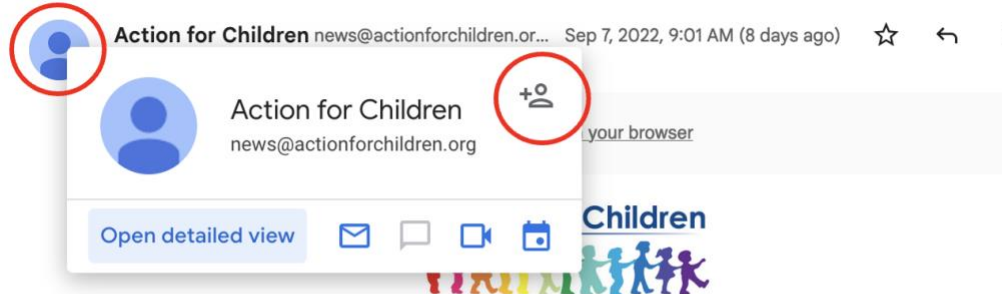 Action for Children news@actionforchildren.or... Sep 7, 2022, 9:01 AM (8 days ago)
Action for Children
news@actionforchildren.org
your browser
Open detailed view
Children